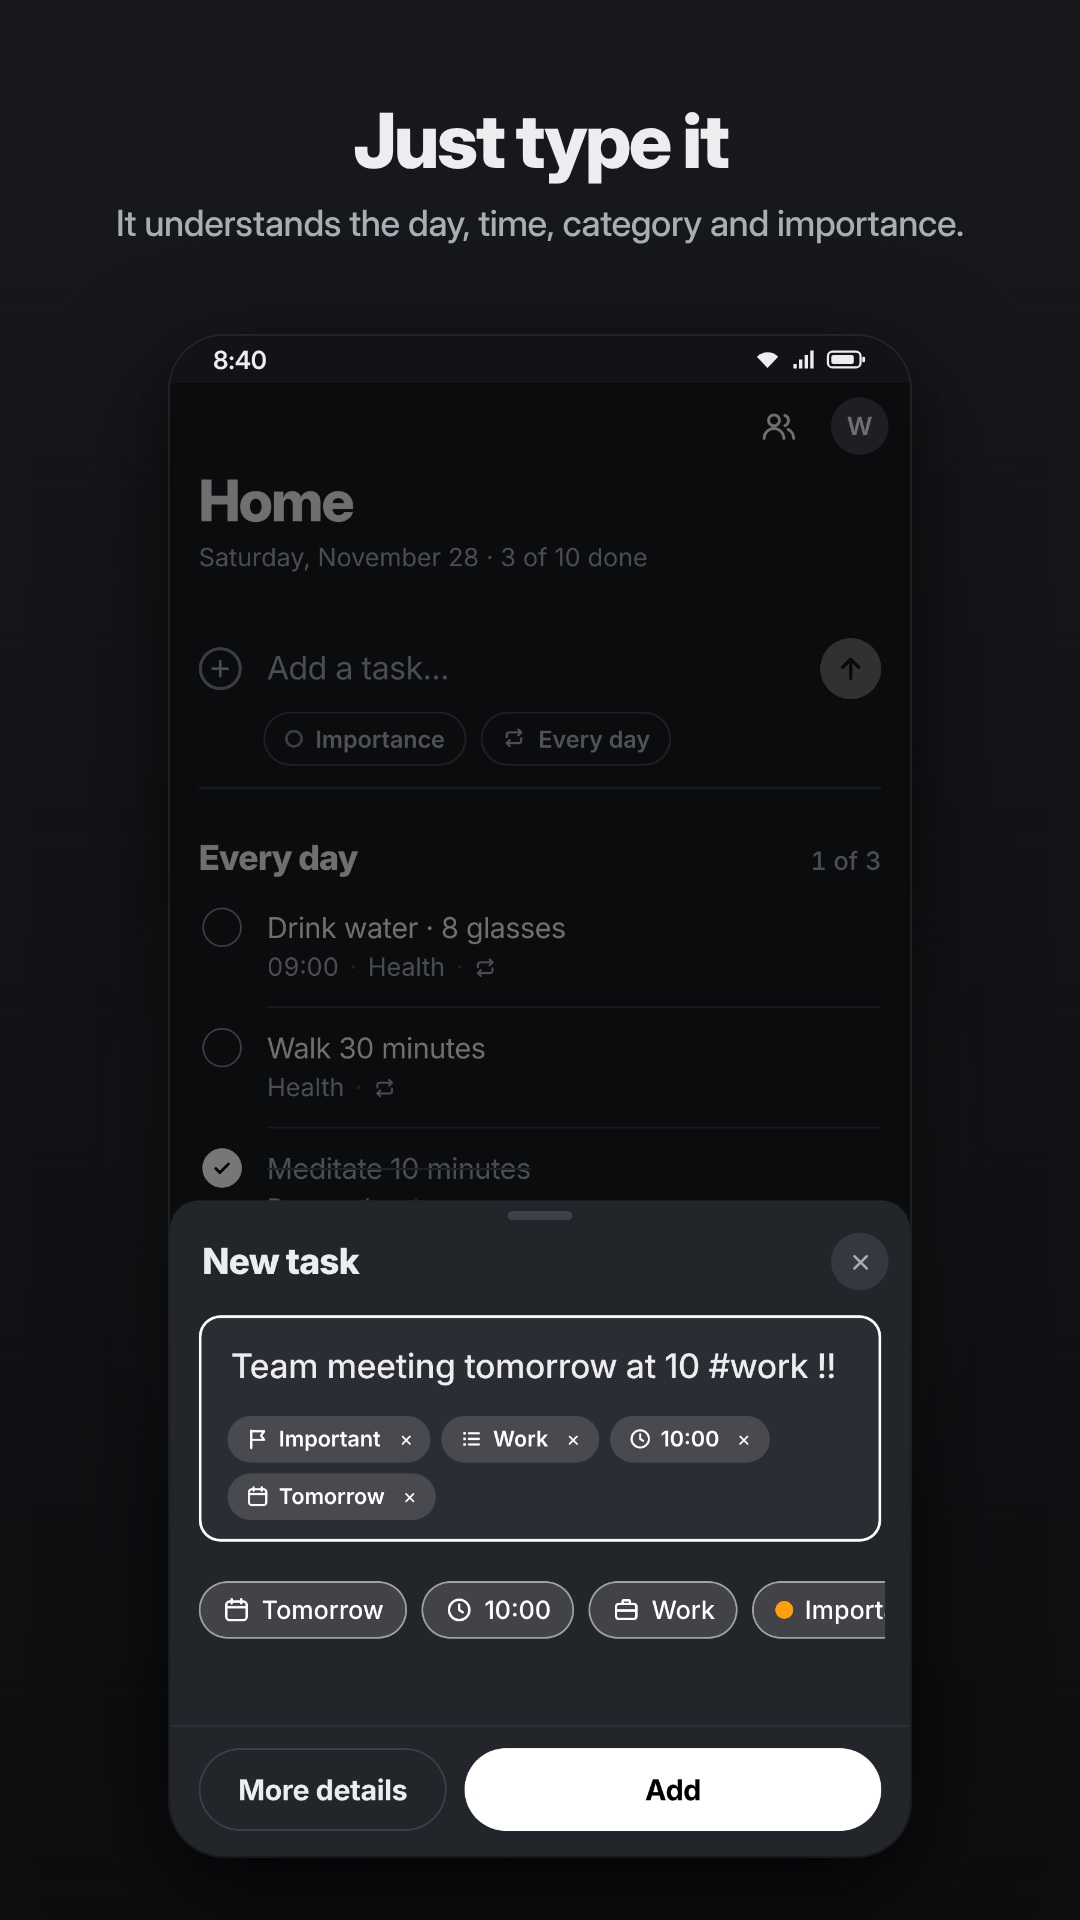 Just type it
It understands the day, time, category and importance.
8:40
W
Home
Saturday, November 28 · 3 of 10 done
Add a task...
Importance
Every day
Every day
1 of 3
Drink water · 8 glasses
09:00 · Health ·
Walk 30 minutes
Health ·
Meditate 10 minutes
New task
Team meeting tomorrow at 10 #work !!
Important × Work × 10:00 ×
Tomorrow ×
Tomorrow 10:00 Work
More details
Add